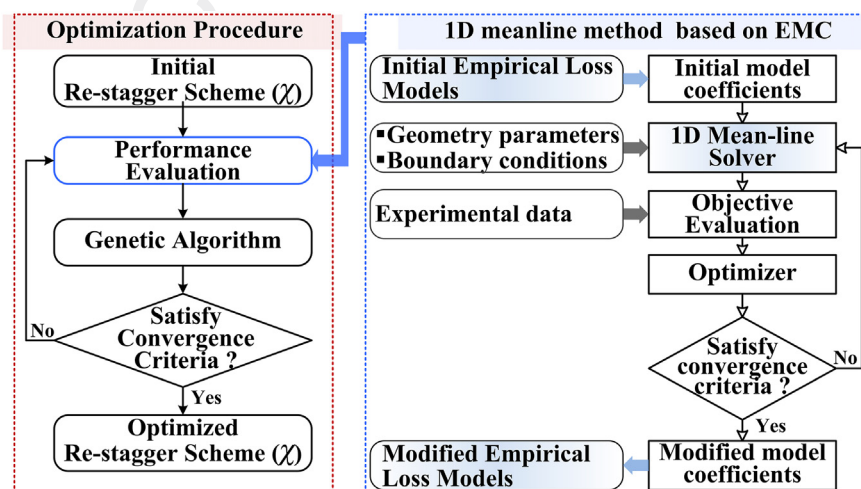 Optimization Procedure
Initial
Re-stagger Scheme (χ)
Performance
Evaluation
Genetic Algorithm
Satisfy
Convergence
Criteria ?
No
Yes
Optimized
Re-stagger Scheme (χ)
1D meanline method based on EMC
Initial Empirical Loss
Models
Initial model
coefficients
▪Geometry parameters
▪Boundary conditions
1D Mean-line
Solver
Experimental data
Objective
Evaluation
Optimizer
Satisfy
convergence
criteria ?
No
Yes
Modified Empirical
Loss Models
Modified model
coefficients